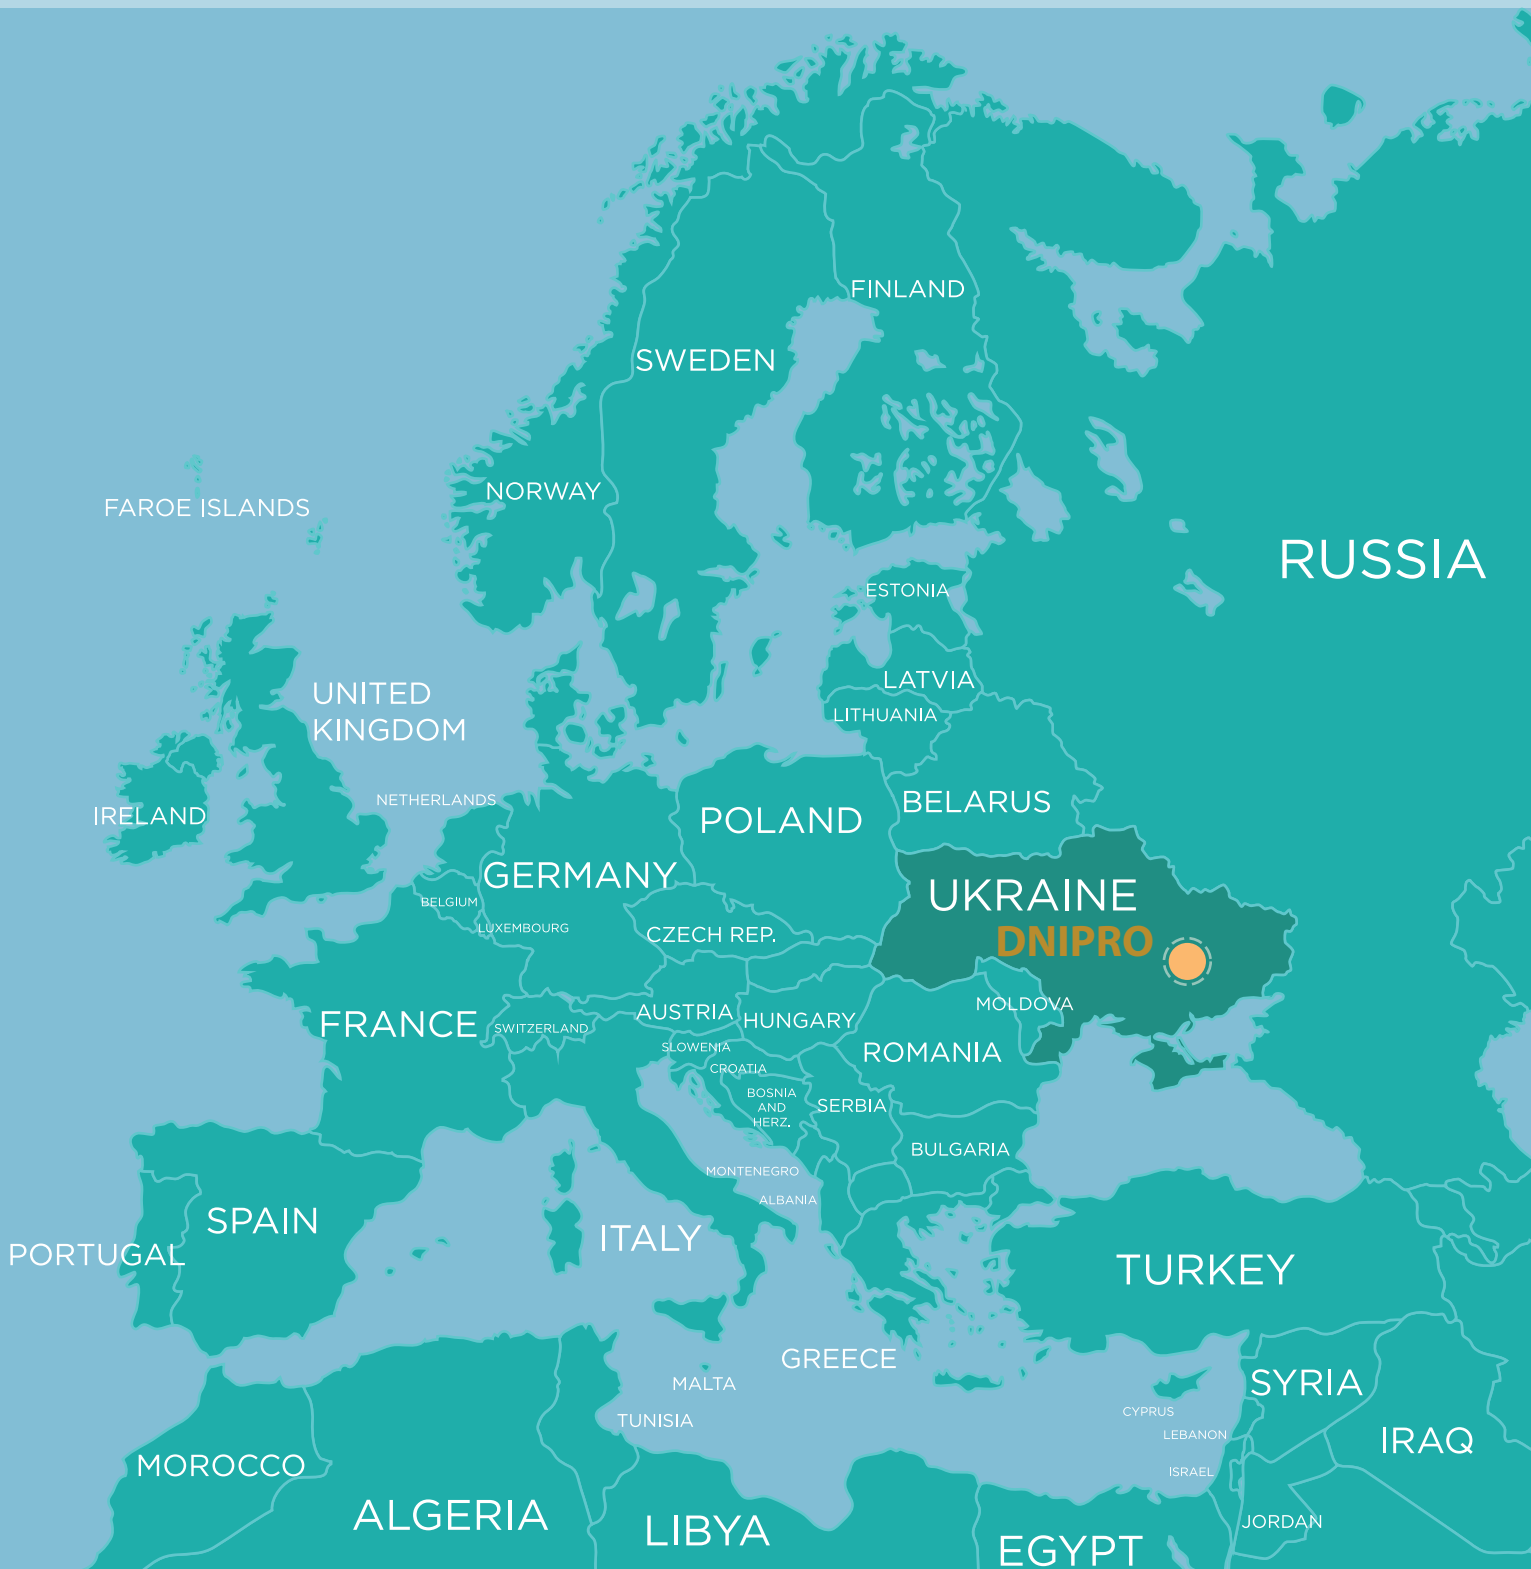 FINLAND
SWEDEN
NORWAY
FAROE ISLANDS
RUSSIA
ESTONIA
LATVIA
LITHUANIA
UNITED
KINGDOM
NETHERLANDS
IRELAND
POLAND
BELARUS
GERMANY
UKRAINE
BELGIUM
LUXEMBOURG
CZECH REP.
DNIPRO
MOLDOVA
AUSTRIA
HUNGARY
FRANCE
SWITZERLAND
SLOWENIA
ROMANIA
CROATIA
BOSNIA
AND
HERZ.
SERBIA
BULGARIA
MONTENEGRO
ALBANIA
SPAIN
ITALY
PORTUGAL
TURKEY
GREECE
MALTA
SYRIA
CYPRUS
TUNISIA
LEBANON
IRAQ
MOROCCO
ISRAEL
ALGERIA
LIBYA
JORDAN
EGYPT